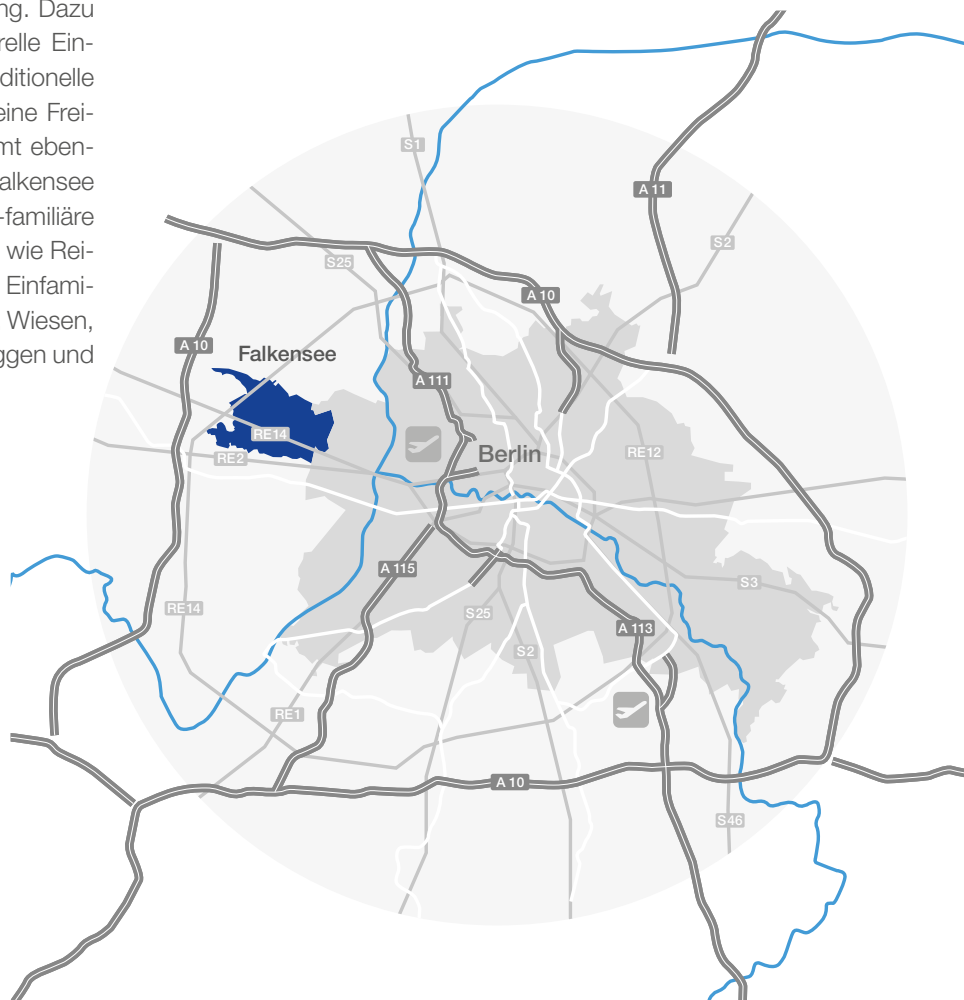 ng. Dazu
relle Ein-
ditionelle
eine Frei-
mt eben-
alkensee
-familiäre
wie Rei-
Einfami-
Wiesen,
ggen und
S1
A 11
S2
S25
A 10
A 10
Falkensee
A 111
RE14
Berlin
RE12
RE2
A 115
S3
RE14
S25
A 113
S2
RE1
A 10
S46